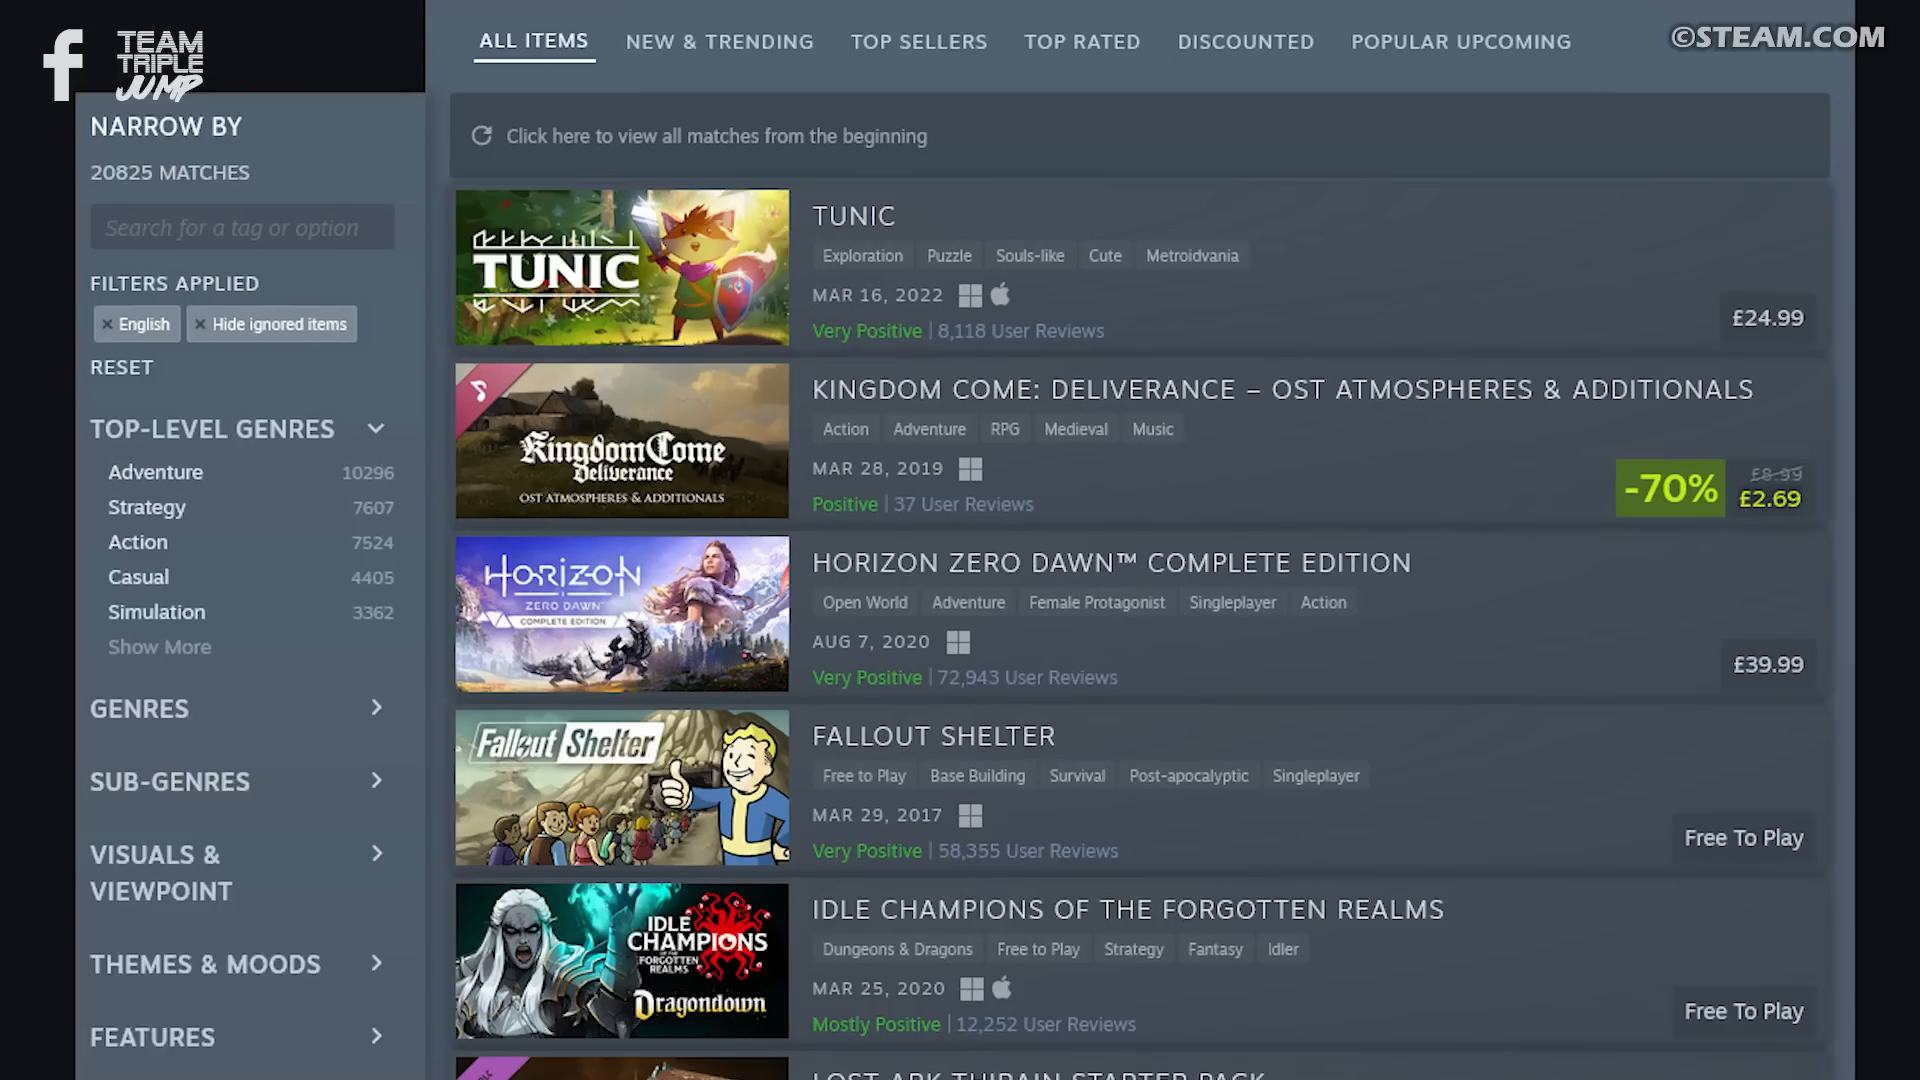 f TEAM TRIPLE JUMP
©STEAM.COM
ALL ITEMS NEW & TRENDING TOP SELLERS TOP RATED DISCOUNTED POPULAR UPCOMING
NARROW BY
20825 MATCHES
Search for a tag or option
FILTERS APPLIED
× English × Hide ignored items
RESET
TOP-LEVEL GENRES
Adventure 10296
Strategy 7607
Action 7524
Casual 4405
Simulation 3362
Show More
GENRES
SUB-GENRES
VISUALS &
VIEWPOINT
THEMES & MOODS
FEATURES
Click here to view all matches from the beginning
TUNIC
TUNIC
Exploration Puzzle Souls-like Cute Metroidvania
MAR 16, 2022
Very Positive | 8,118 User Reviews
£24.99
Kingdom Come
Deliverance
OST ATMOSPHERES & ADDITIONALS
KINGDOM COME: DELIVERANCE – OST ATMOSPHERES & ADDITIONALS
Action Adventure RPG Medieval Music
MAR 28, 2019
Positive | 37 User Reviews
-70%
£8.99
£2.69
HORIZON
ZERO DAWN™
COMPLETE EDITION
HORIZON ZERO DAWN™ COMPLETE EDITION
Open World Adventure Female Protagonist Singleplayer Action
AUG 7, 2020
Very Positive | 72,943 User Reviews
£39.99
Fallout Shelter
FALLOUT SHELTER
Free to Play Base Building Survival Post-apocalyptic Singleplayer
MAR 29, 2017
Very Positive | 58,355 User Reviews
Free To Play
IDLE
CHAMPIONS
OF THE
FORGOTTEN
REALMS
Dragondown
IDLE CHAMPIONS OF THE FORGOTTEN REALMS
Dungeons & Dragons Free to Play Strategy Fantasy Idler
MAR 25, 2020
Mostly Positive | 12,252 User Reviews
Free To Play
LOST ARK THIRAIN STARTER PACK